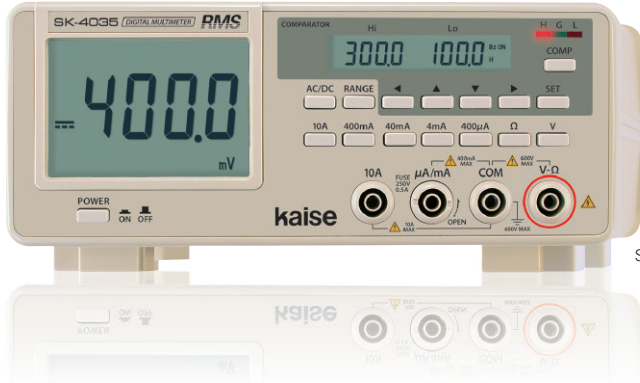 SK-4035 DIGITAL MULTIMETER RMS
COMPARATOR Hi Lo H G L
300.0 100.0 Bz ON
H
COMP
400.0
mV
AC/DC RANGE ◀ ▲ ▼ ▶ SET
10A 400mA 40mA 4mA 400μA Ω V
400mA MAX 600V MAX
10A FUSE 250V 0.5A μA/mA COM V-Ω
POWER
ON OFF
kaise
10A MAX OPEN 600V MAX
S